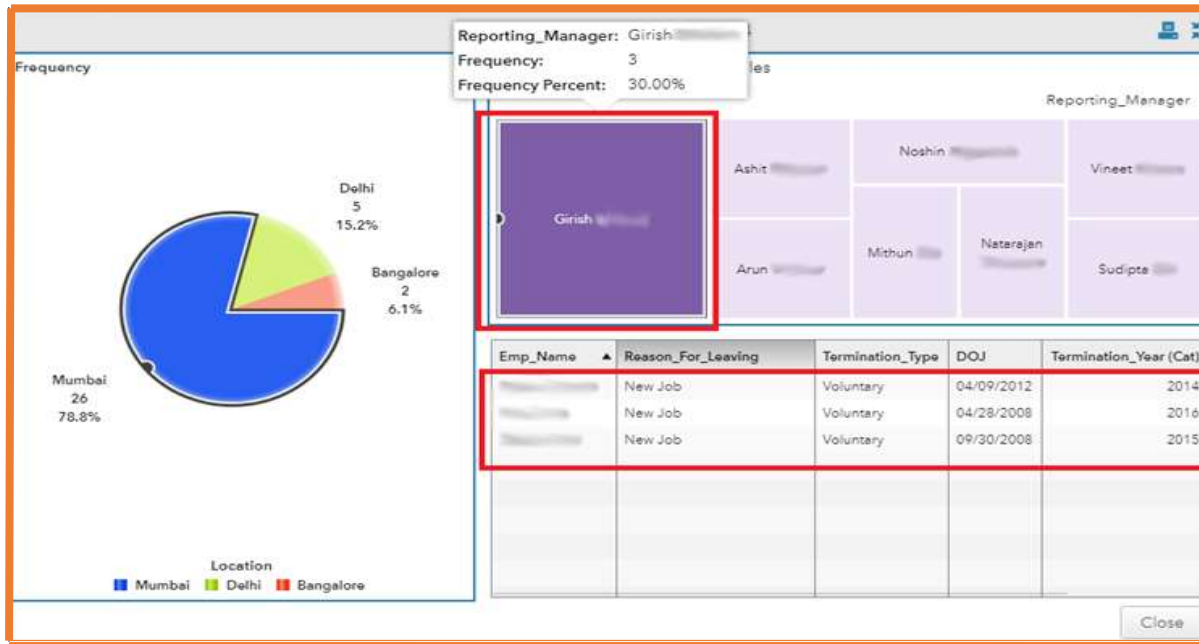 Reporting_Manager: Girish
Frequency: 3
Frequency Percent: 30.00%
Frequency
les
Reporting_Manager
Delhi
5
15.2%
Bangalore
2
6.1%
Mumbai
26
78.8%
Location
Mumbai Delhi Bangalore
Girish
Ashit
Noshin
Vineet
Arun
Mithun
Natarajan
Sudipta
Emp_Name Reason_For_Leaving Termination_Type DOJ Termination_Year (Cat)
New Job Voluntary 04/09/2012 2014
New Job Voluntary 04/28/2008 2016
New Job Voluntary 09/30/2008 2015
Close